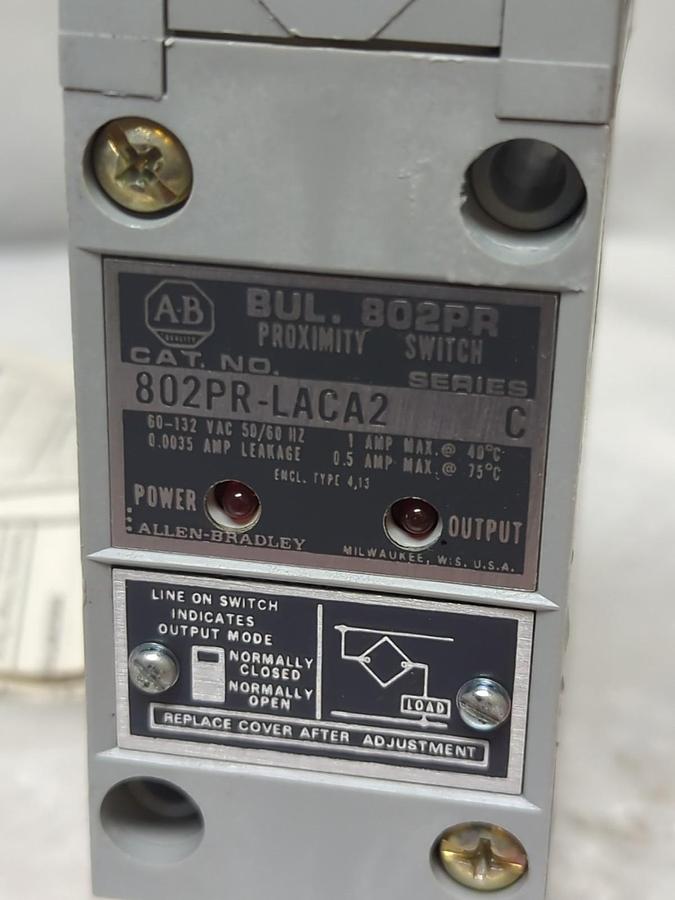 A-B
QUALITY
BUL. 802PR
PROXIMITY SWITCH
CAT. NO.
SERIES
802PR-LACA2
C
60-132 VAC 50/60 HZ
0.0035 AMP LEAKAGE
1 AMP MAX.@ 40°C
0.5 AMP MAX.@ 75°C
ENCL. TYPE 4,13
POWER
OUTPUT
ALLEN-BRADLEY
MILWAUKEE, WIS. U.S.A.
LINE ON SWITCH
INDICATES
OUTPUT MODE
NORMALLY
CLOSED
NORMALLY
OPEN
LOAD
REPLACE COVER AFTER ADJUSTMENT